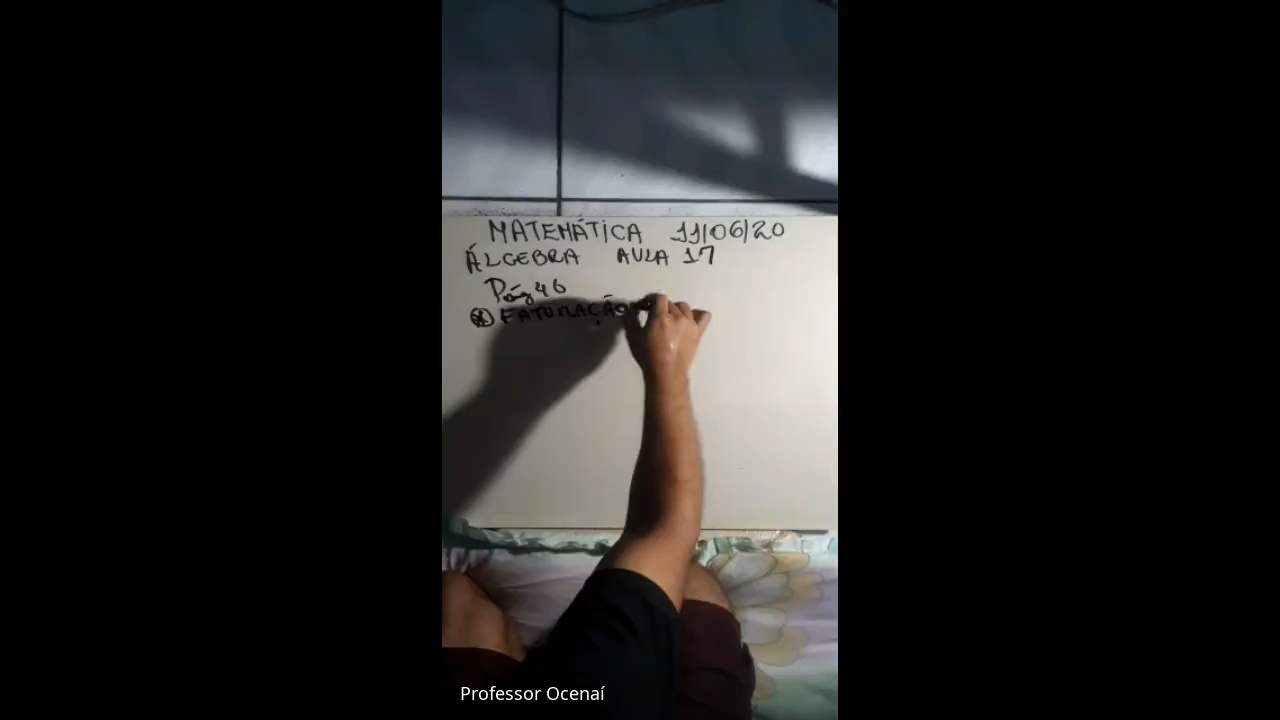 MATEMÁTICA 11/06/20
ÁLGEBRA AULA 17
Pág 46
FATORAÇÃO
Professor Ocenaí